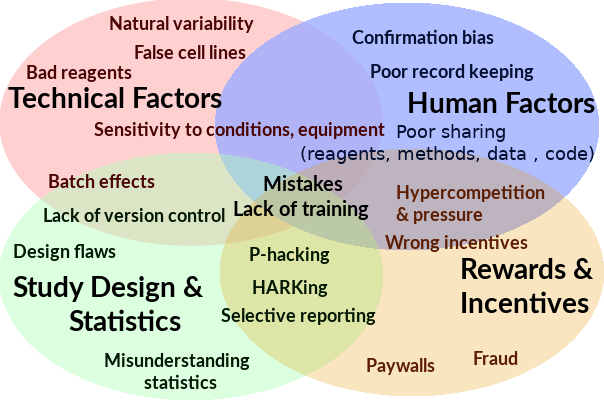 Natural variability
Confirmation bias
False cell lines
Bad reagents
Poor record keeping
Technical Factors
Human Factors
Sensitivity to conditions, equipment
Poor sharing
(reagents, methods, data , code)
Batch effects
Mistakes
Lack of training
Hypercompetition
& pressure
Lack of version control
Wrong incentives
Design flaws
P-hacking
Rewards &
Incentives
Study Design &
Statistics
HARKing
Selective reporting
Misunderstanding
statistics
Paywalls
Fraud